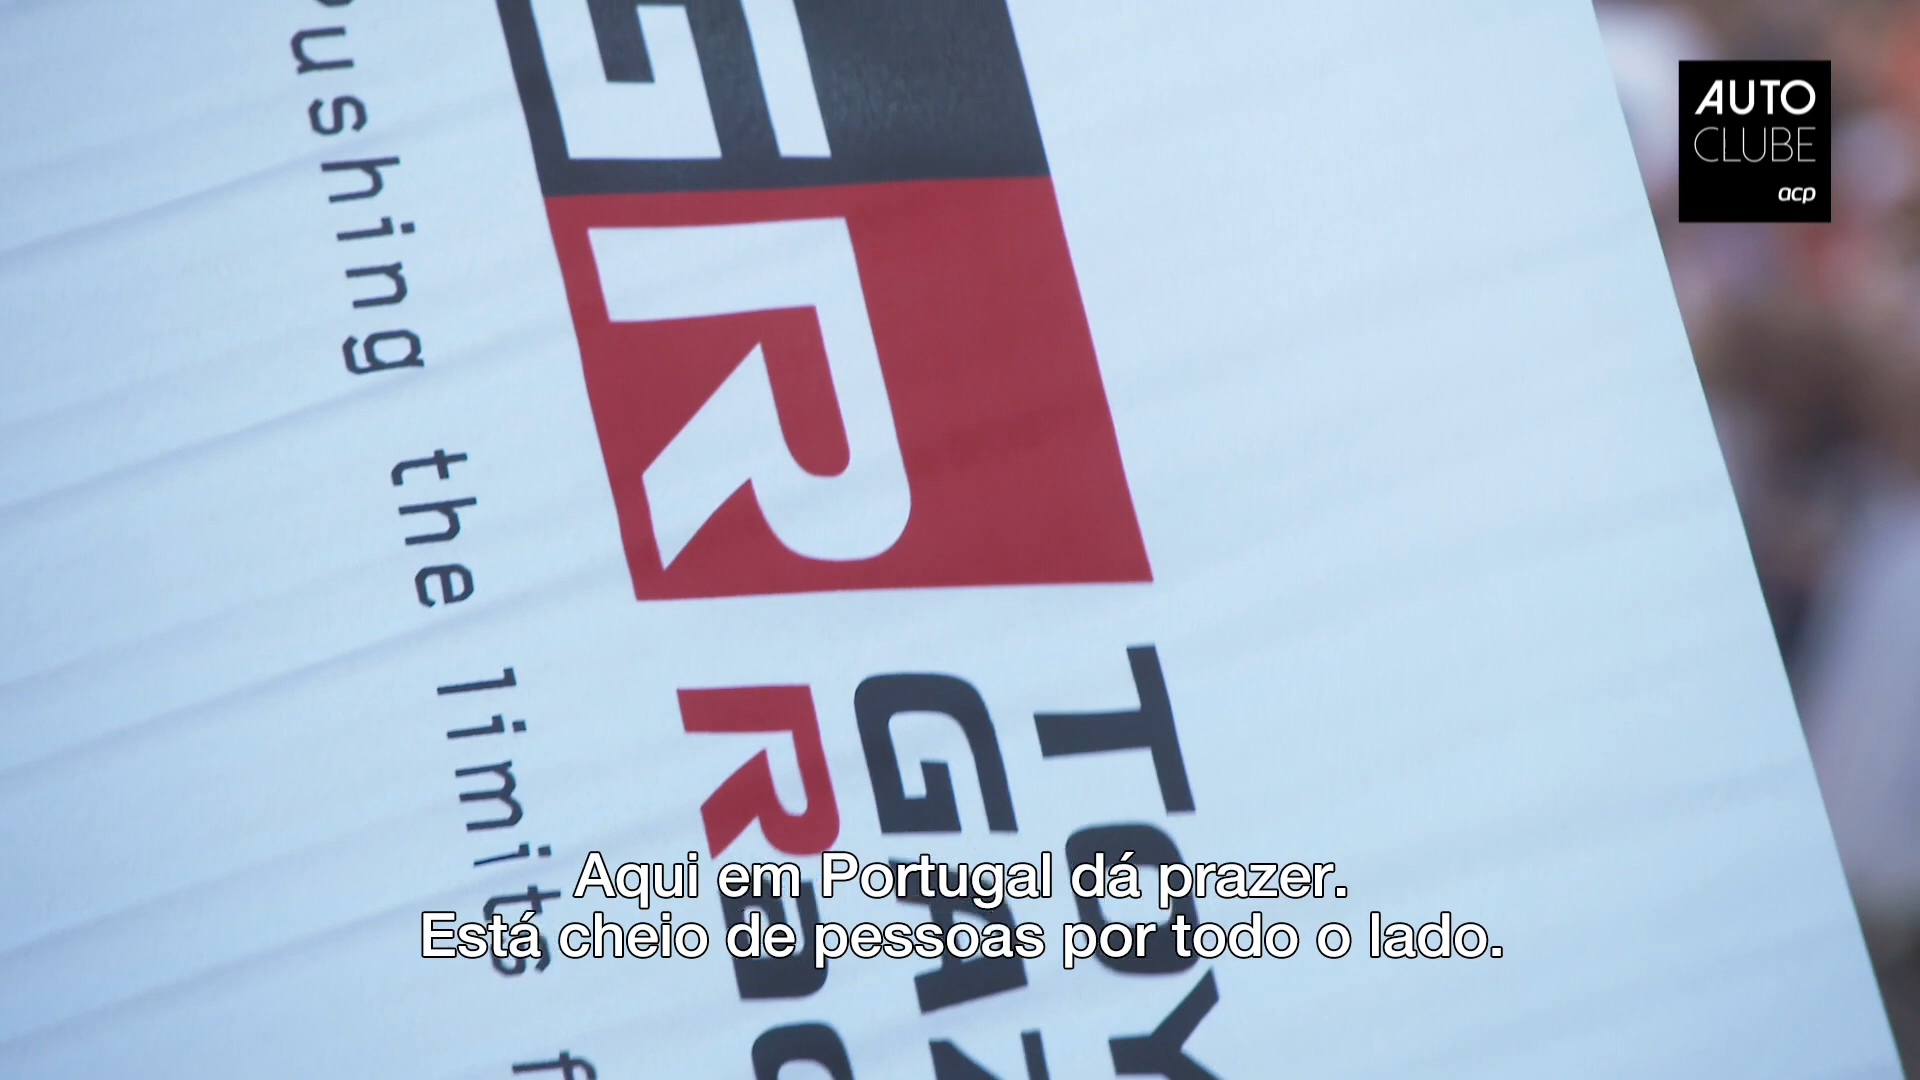 AUTO
CLUBE
acp
GR
TOY
GAZ
Rac
ushing the limits f
Aqui em Portugal dá prazer.
Está cheio de pessoas por todo o lado.